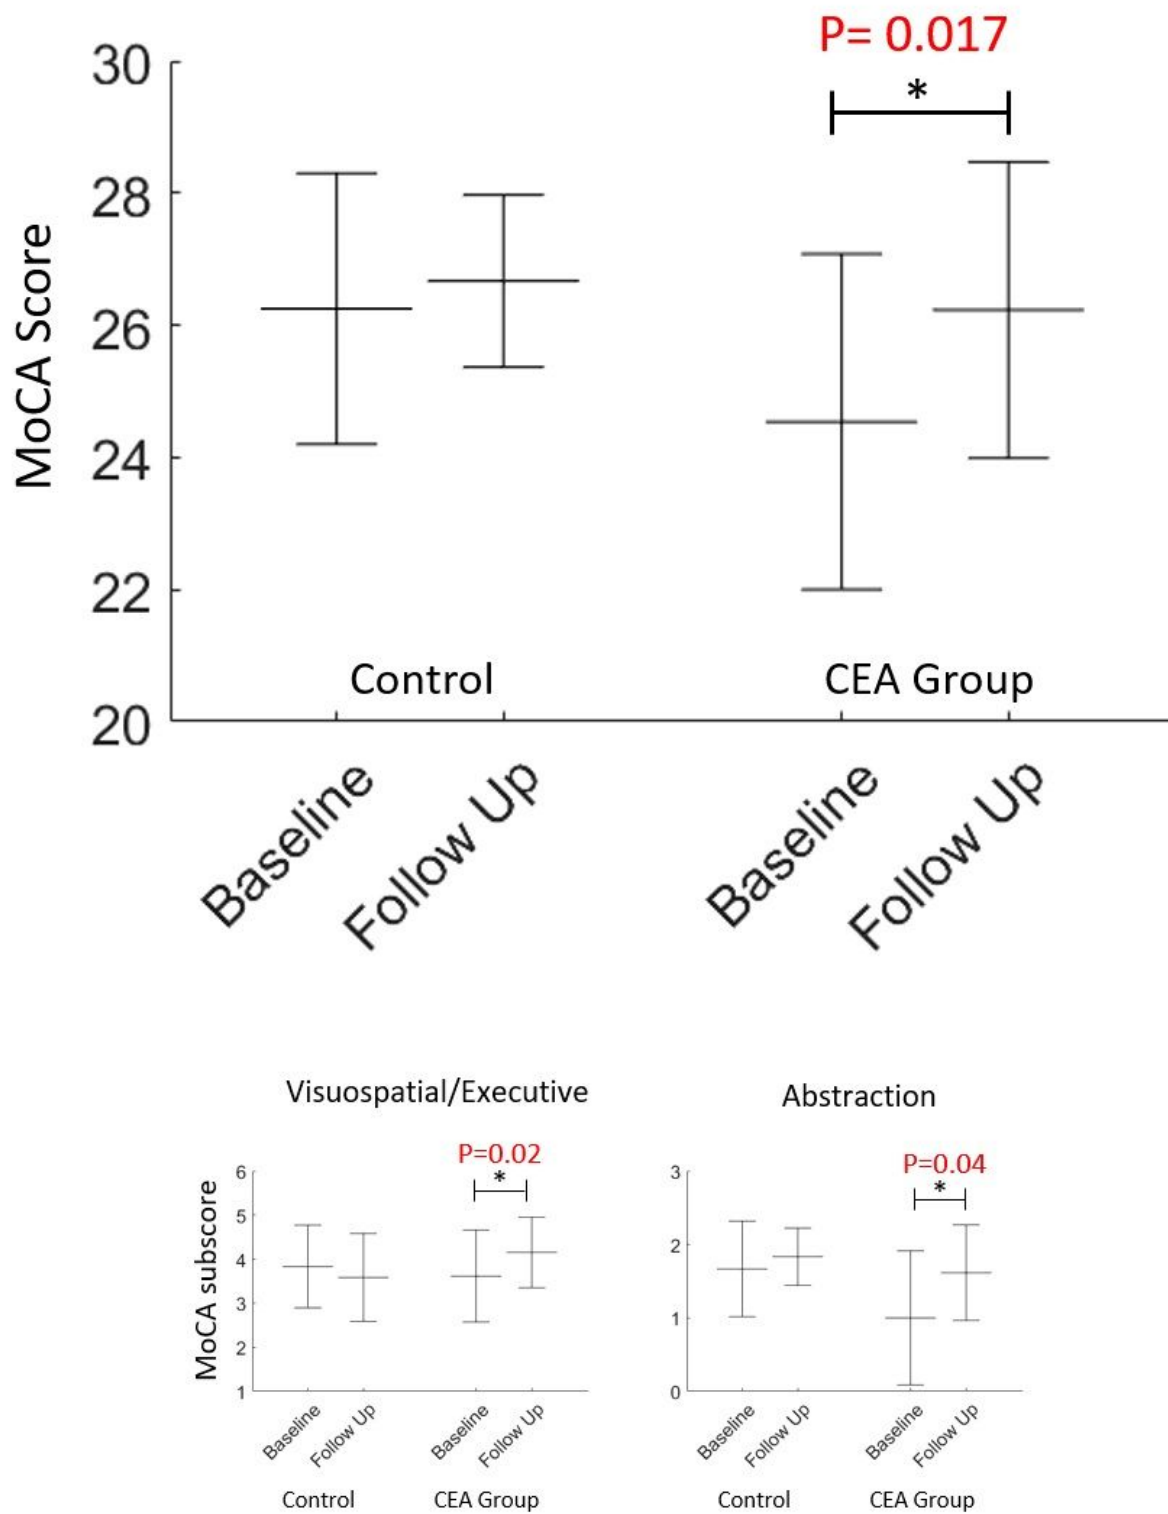 P= 0.017
*
30
28
26
24
22
20
MoCA Score
Control
CEA Group
Baseline
Follow Up
Baseline
Follow Up
Visuospatial/Executive
P=0.02
*
6
5
4
3
2
1
MoCA subscore
Baseline
Follow Up
Baseline
Follow Up
Control
CEA Group
Abstraction
P=0.04
*
3
2
1
0
Baseline
Follow Up
Baseline
Follow Up
Control
CEA Group